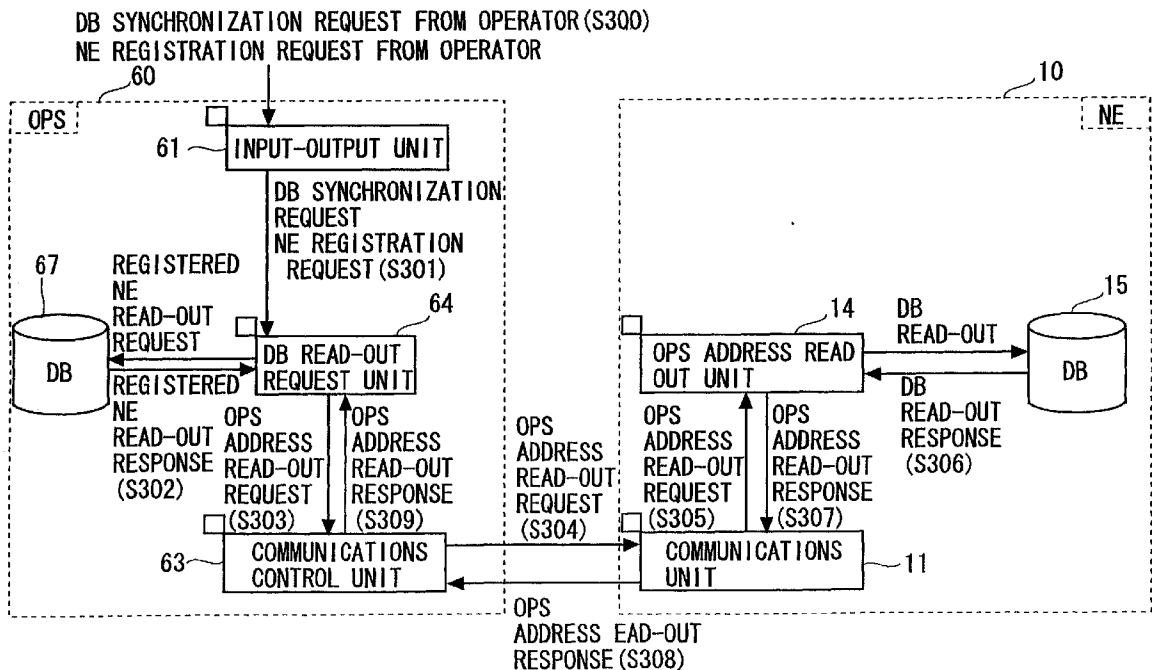 DB SYNCHRONIZATION REQUEST FROM OPERATOR(S300)
NE REGISTRATION REQUEST FROM OPERATOR
60
10
OPS
NE
61
INPUT-OUTPUT UNIT
DB SYNCHRONIZATION
REQUEST
NE REGISTRATION
REQUEST(S301)
67
REGISTERED
NE
READ-OUT
REQUEST
DB
REGISTERED
NE
READ-OUT
RESPONSE
(S302)
64
DB READ-OUT
REQUEST UNIT
OPS
ADDRESS
READ-OUT
REQUEST
(S303)
OPS
ADDRESS
READ-OUT
RESPONSE
(S309)
63
COMMUNICATIONS
CONTROL UNIT
OPS
ADDRESS
READ-OUT
REQUEST
(S304)
OPS
ADDRESS EAD-OUT
RESPONSE(S308)
14
OPS ADDRESS READ
OUT UNIT
DB
READ-OUT
15
DB
DB
READ-OUT
RESPONSE
(S306)
OPS
ADDRESS
READ-OUT
REQUEST
(S305)
OPS
ADDRESS
READ-OUT
RESPONSE
(S307)
COMMUNICATIONS
UNIT
11